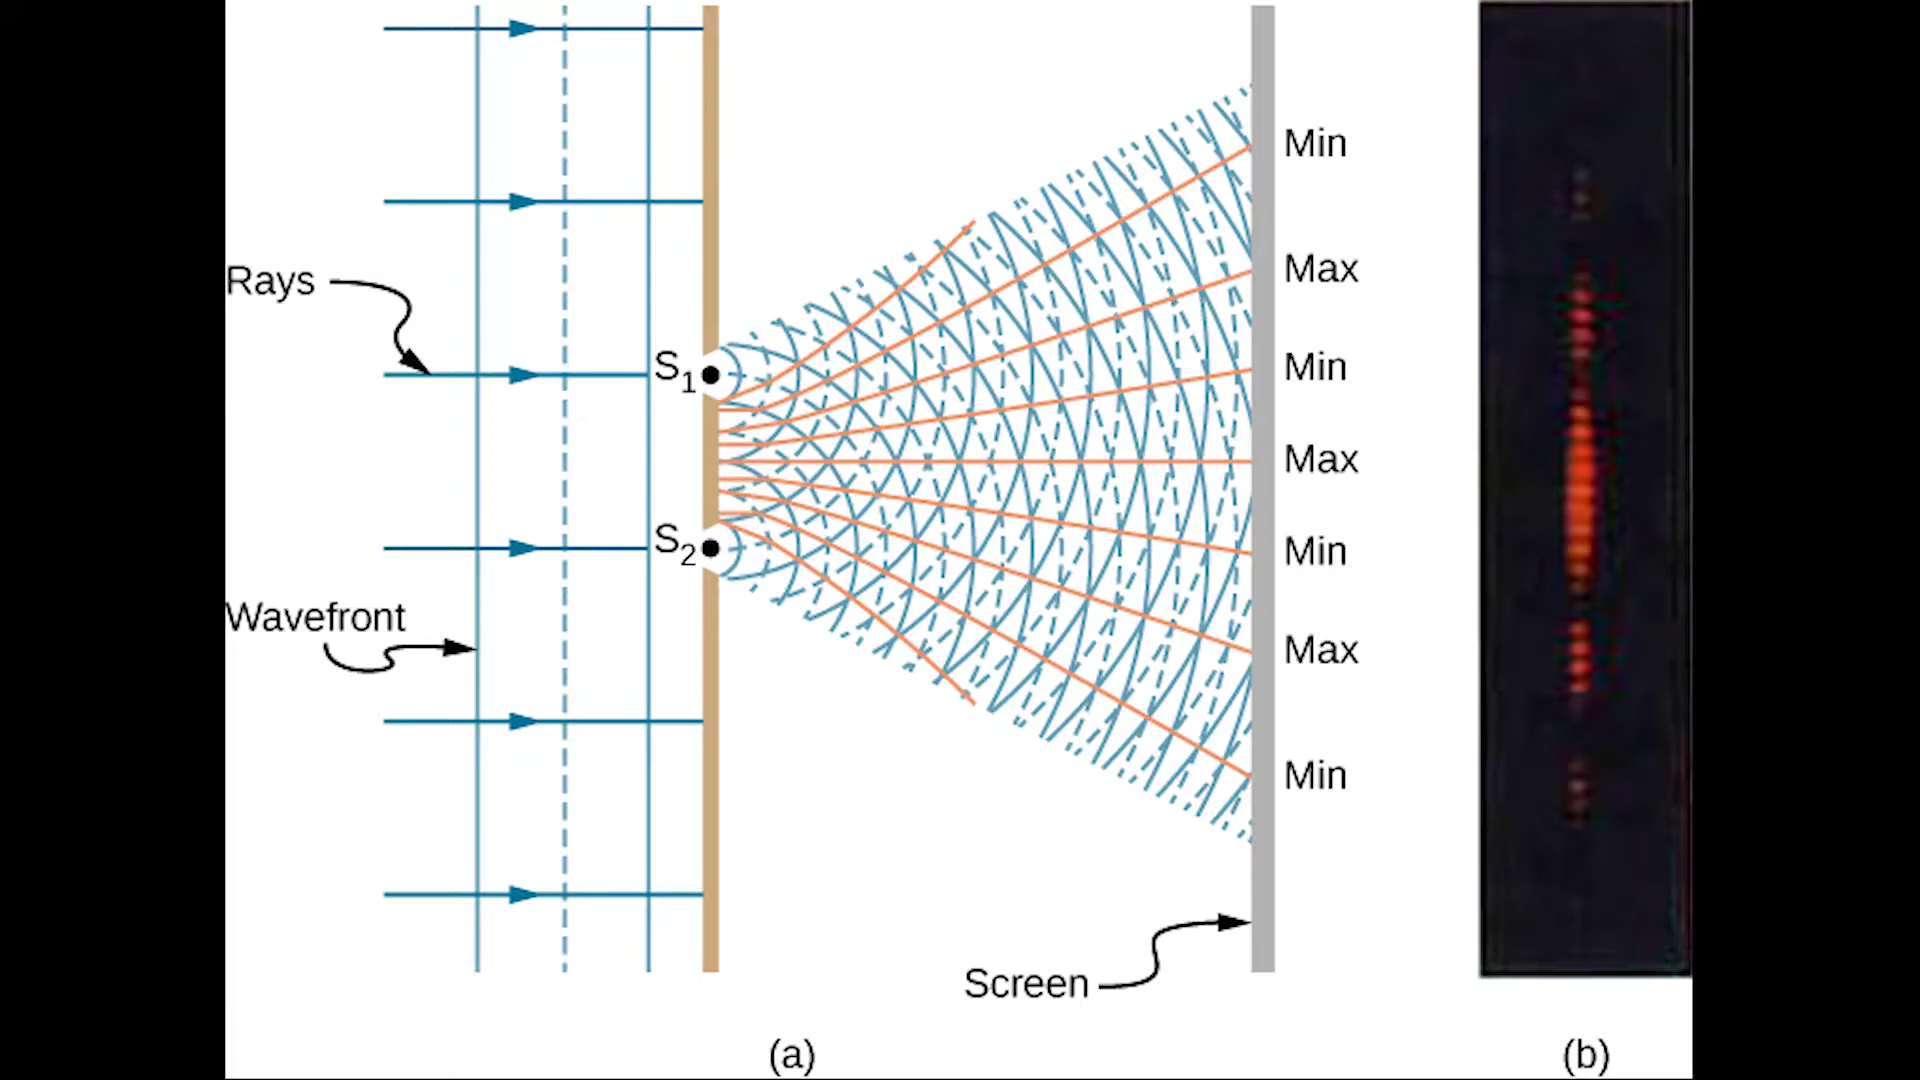 Min
Max
Rays
S1
Min
Max
S2
Min
Wavefront
Max
Min
Screen
(a)
(b)